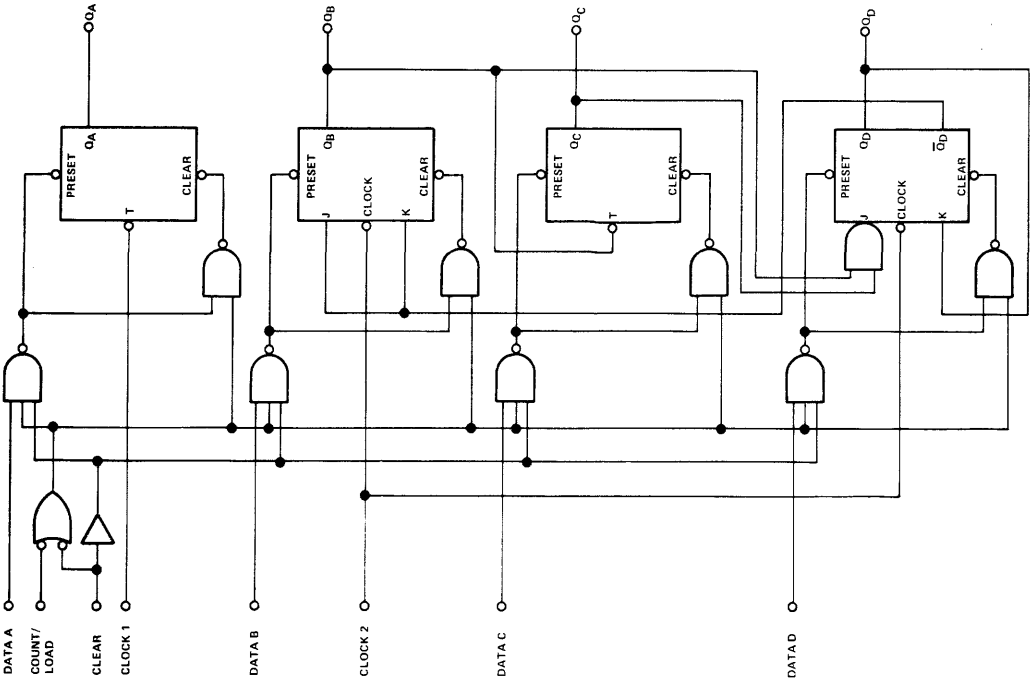 QA
QB
QC
QD
PRESET
QA
T
CLEAR
PRESET
QB
J
CLOCK
K
CLEAR
PRESET
QC
T
CLEAR
PRESET
QD
J
CLOCK
Q̅D
K
CLEAR
DATA A
COUNT/
LOAD
CLEAR
CLOCK 1
DATA B
CLOCK 2
DATA C
DATA D